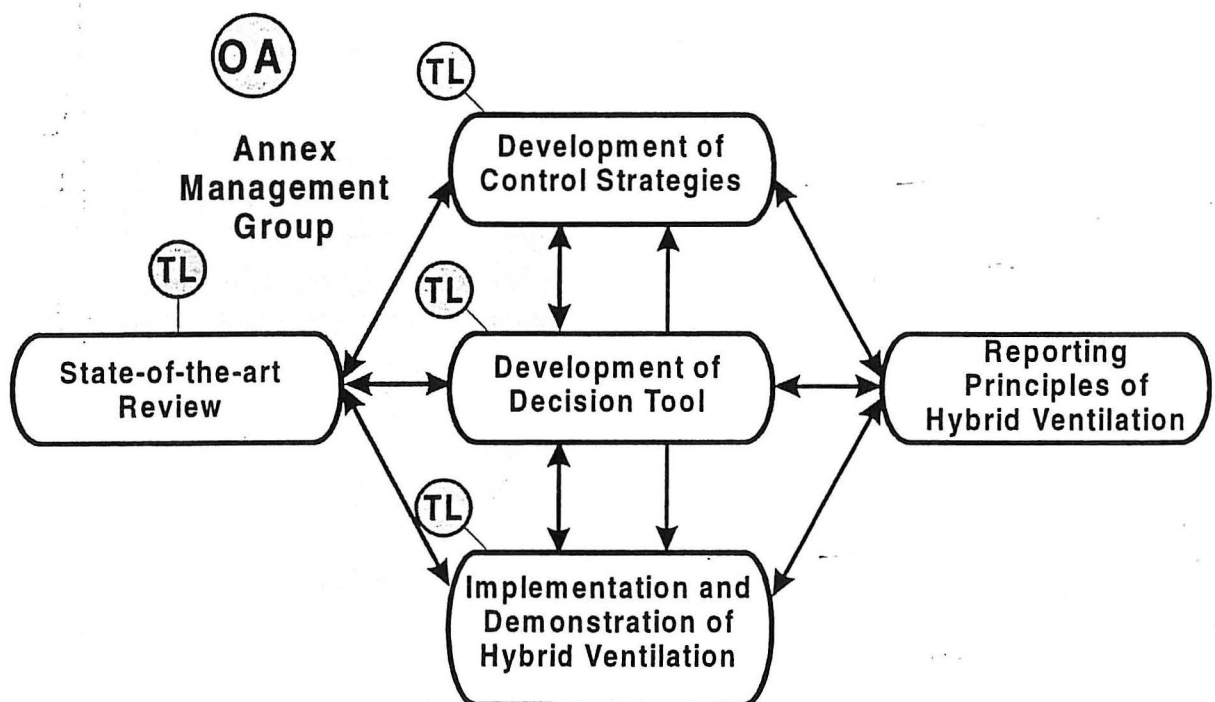 OA
Annex
Management
Group
TL
Development of
Control Strategies
TL
State-of-the-art
Review
TL
Development of
Decision Tool
Reporting
Principles of
Hybrid Ventilation
TL
Implementation and
Demonstration of
Hybrid Ventilation